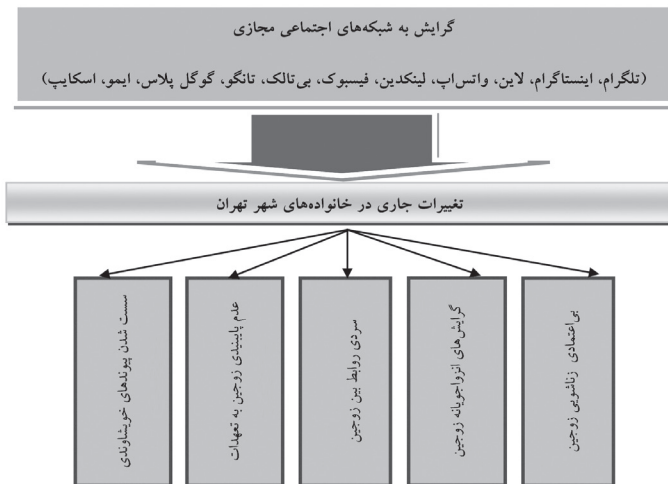 گرایش به شبکه‌های اجتماعی مجازی
(تلگرام، اینستاگرام، لاین، واتس‌اپ، لینکدین، فیسبوک، بی‌تالک، تانگو، گوگل پلاس، ایمو، اسکایپ)
تغییرات جاری در خانواده‌های شهر تهران
بی‌اعتمادی زناشویی زوجین
گرایش‌های انزواجویانه زوجین
سردی روابط بین زوجین
عدم پایبندی زوجین به تعهدات
سست شدن پیوندهای خویشاوندی